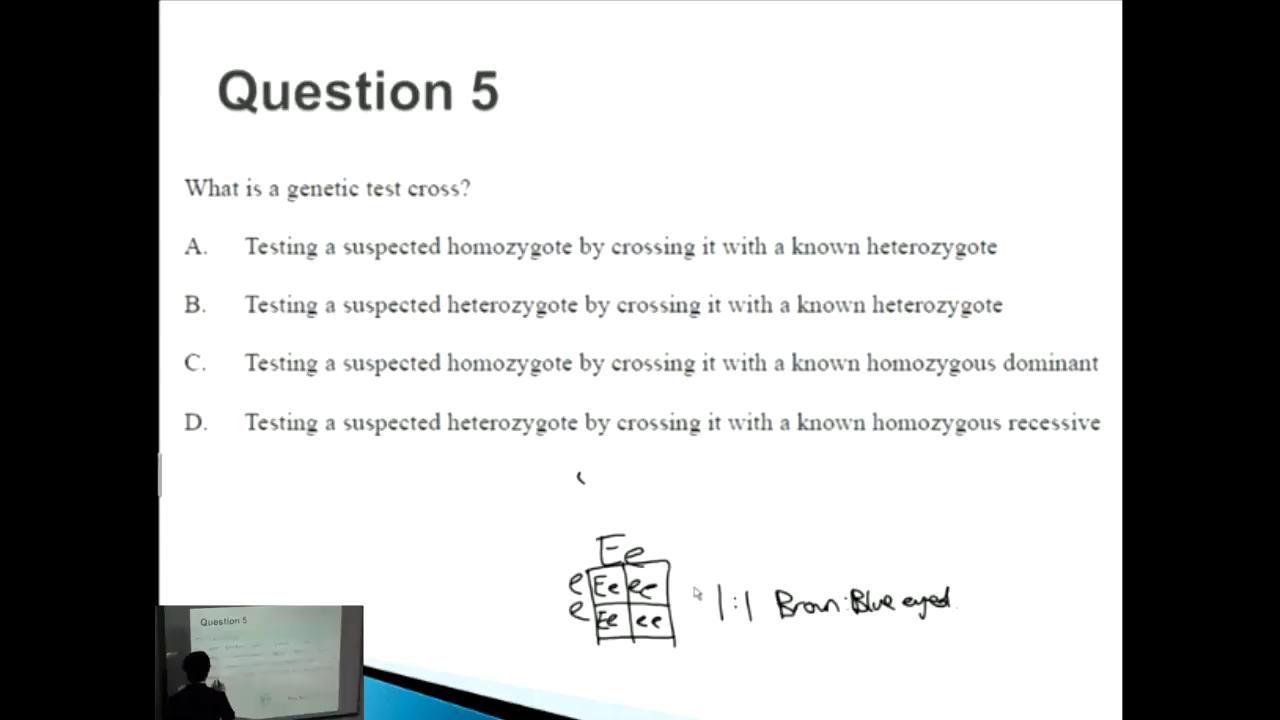 Question 5
What is a genetic test cross?
A. Testing a suspected homozygote by crossing it with a known heterozygote
B. Testing a suspected heterozygote by crossing it with a known heterozygote
C. Testing a suspected homozygote by crossing it with a known homozygous dominant
D. Testing a suspected heterozygote by crossing it with a known homozygous recessive
Ee
e Ee ee
e Ee ee
1:1 Brown:Blue eyed
Question 5